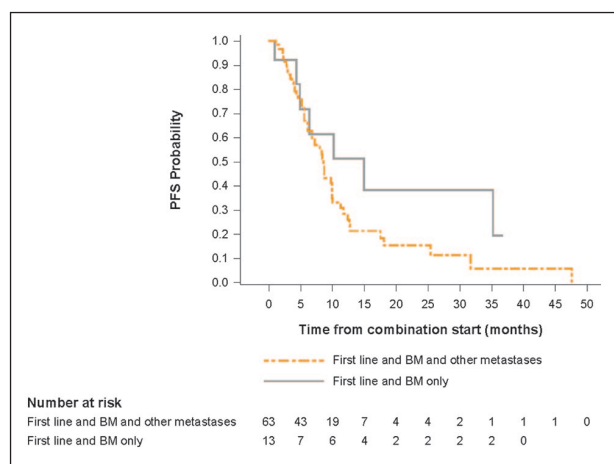 1.0
0.9
0.8
0.7
0.6
0.5
0.4
0.3
0.2
0.1
0.0
PFS Probability
0 5 10 15 20 25 30 35 40 45 50
Time from combination start (months)
First line and BM and other metastases
First line and BM only
Number at risk
First line and BM and other metastases 63 43 19 7 4 4 2 1 1 1 0
First line and BM only 13 7 6 4 2 2 2 2 0